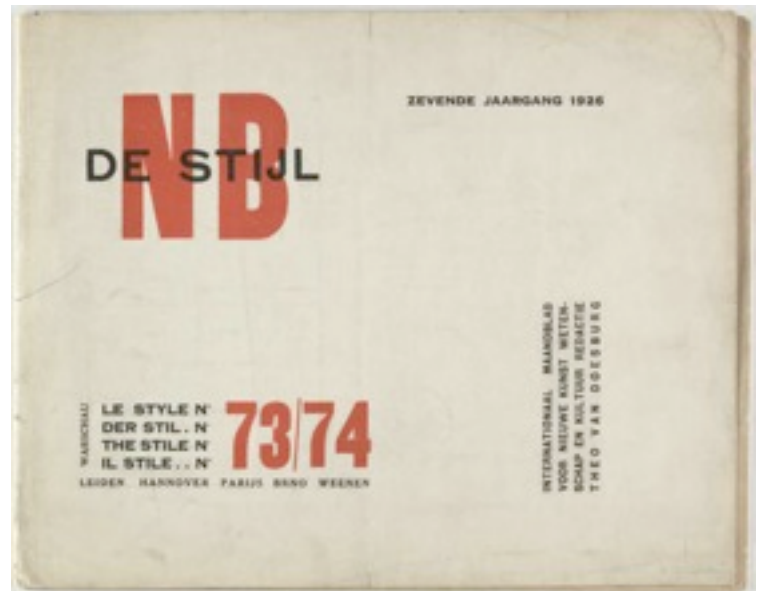 NB
DE STIJL
ZEVENDE JAARGANG 1926
INTERNATIONAAL MAANDBLAD
VOOR NIEUWE KUNST WETEN-
SCHAP EN KULTUUR REDACTIE
THEO VAN DOESBURG
WARSCHAU
LE STYLE N°
DER STIL . N°
THE STILE N°
IL STILE . . N°
73/74
LEIDEN HANNOVER PARIJS BRNO WEENEN